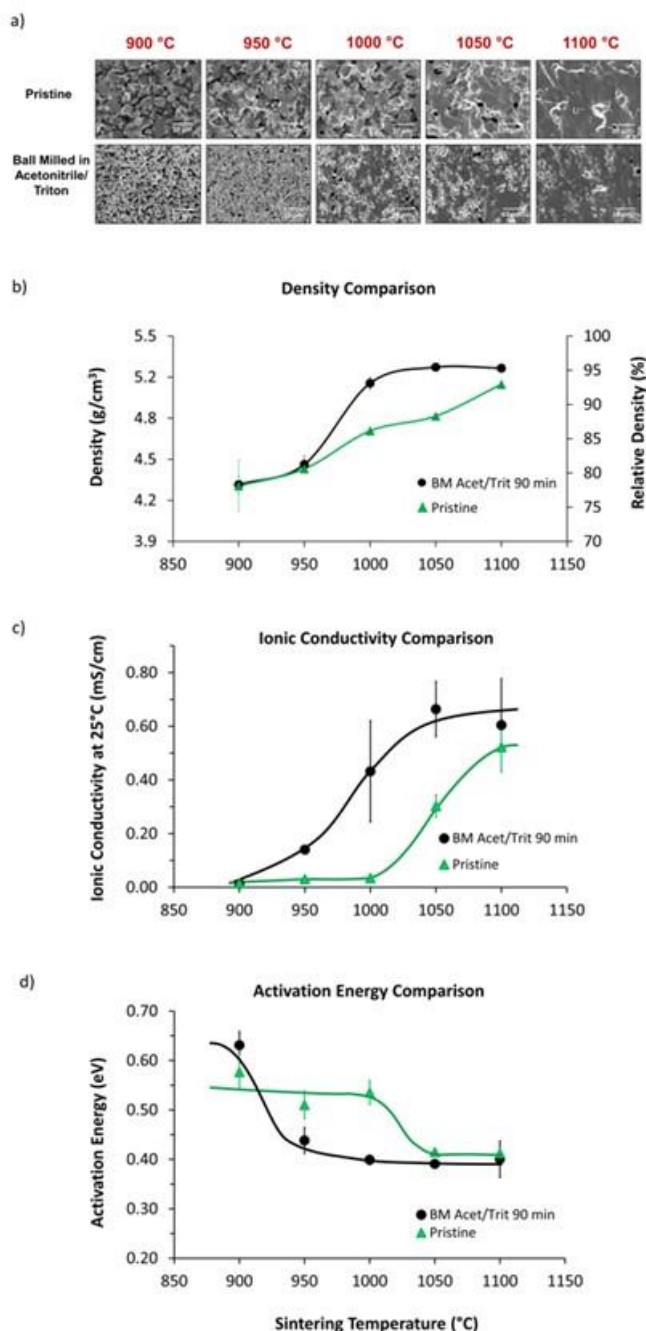 a)
900 °C 950 °C 1000 °C 1050 °C 1100 °C
Pristine
Ball Milled in
Acetonitrile/
Triton
b)
Density Comparison
Density (g/cm³)
5.5
5.2
4.8
4.5
4.2
3.9
100
95
90
85
80
75
70
Relative Density (%)
BM Acet/Trit 90 min
Pristine
850 900 950 1000 1050 1100 1150
c)
Ionic Conductivity Comparison
Ionic Conductivity at 25°C (mS/cm)
0.80
0.60
0.40
0.20
0.00
BM Acet/Trit 90 min
Pristine
850 900 950 1000 1050 1100 1150
d)
Activation Energy Comparison
Activation Energy (eV)
0.70
0.60
0.50
0.40
0.30
0.20
BM Acet/Trit 90 min
Pristine
850 900 950 1000 1050 1100 1150
Sintering Temperature (°C)